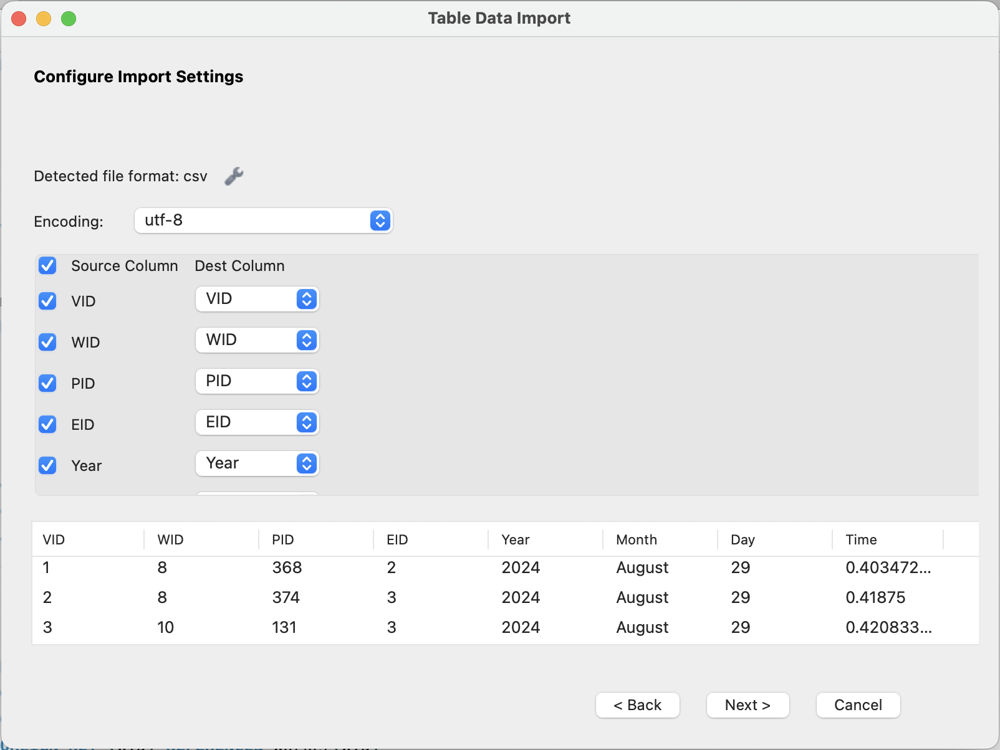 Table Data Import
Configure Import Settings
Detected file format: csv
Encoding: utf-8
Source Column Dest Column
VID VID
WID WID
PID PID
EID EID
Year Year
VID WID PID EID Year Month Day Time
1 8 368 2 2024 August 29 0.403472...
2 8 374 3 2024 August 29 0.41875
3 10 131 3 2024 August 29 0.420833...
< Back Next > Cancel